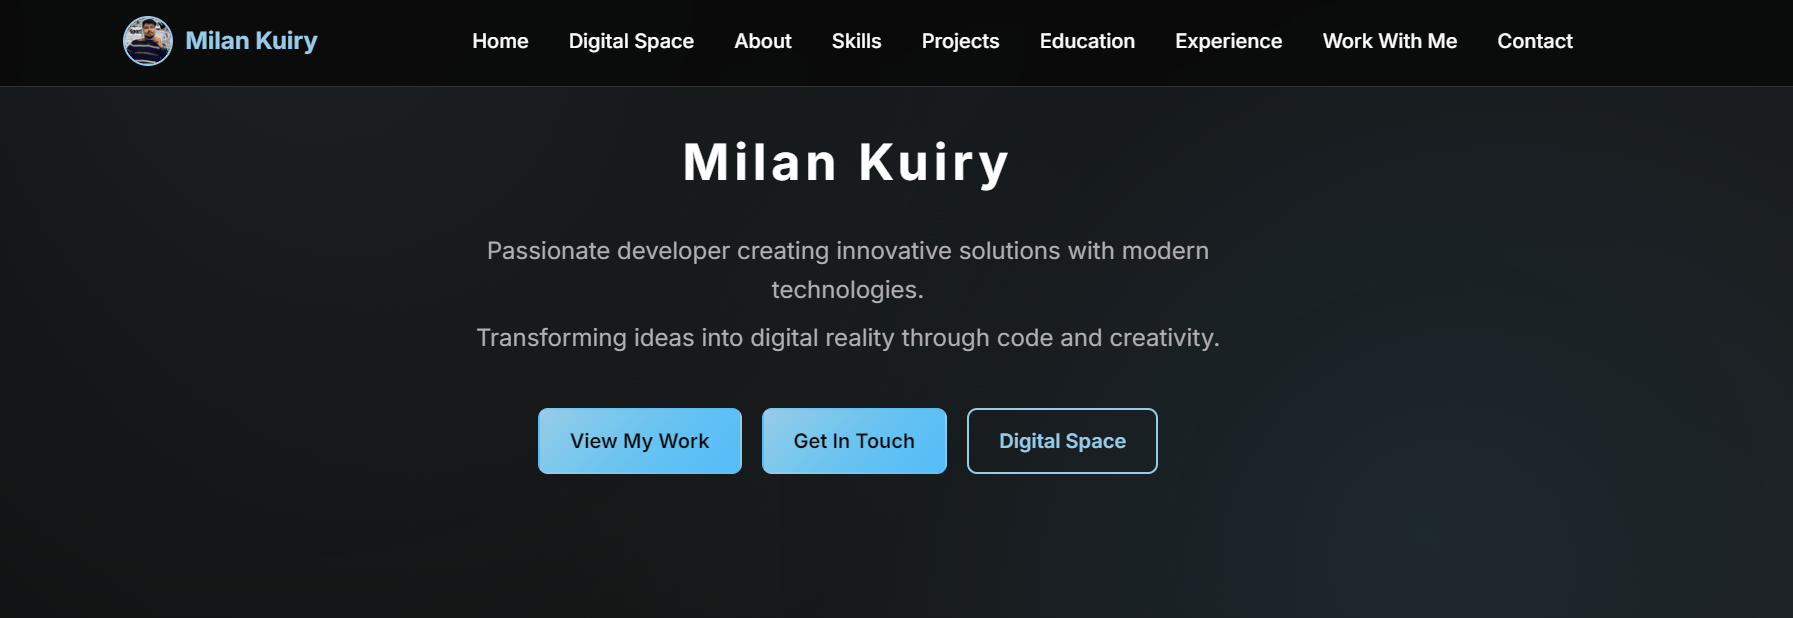 Milan Kuiry
Home Digital Space About Skills Projects Education Experience Work With Me Contact
Milan Kuiry
Passionate developer creating innovative solutions with modern
technologies.
Transforming ideas into digital reality through code and creativity.
View My Work Get In Touch Digital Space